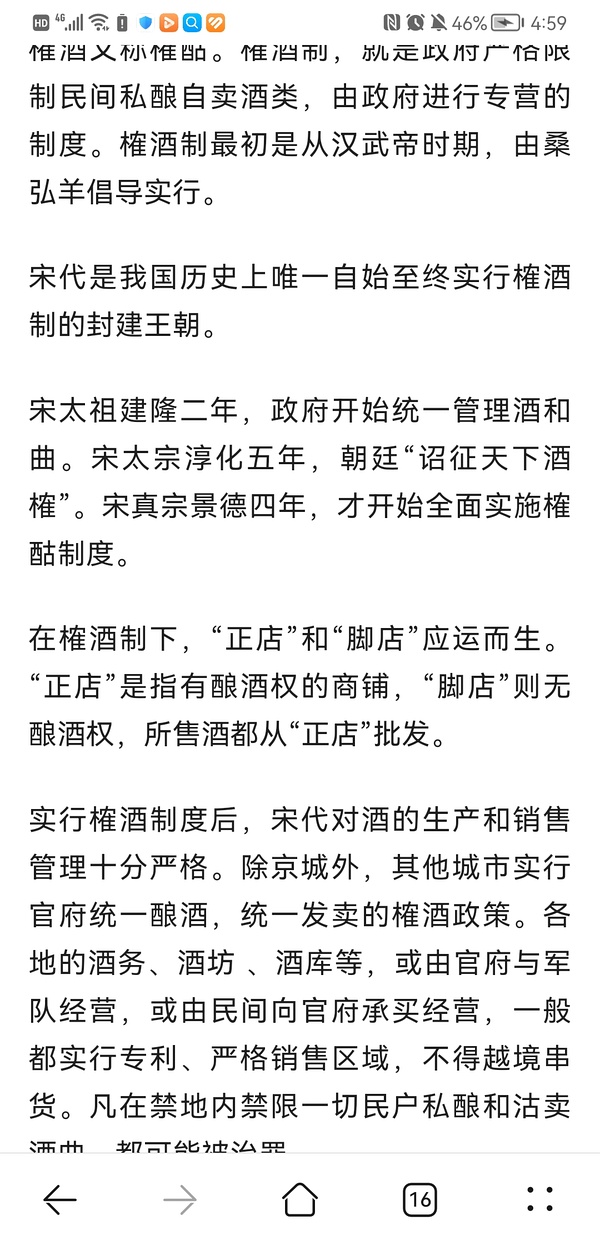 HD 4G 46% 4:59
榷酒又称榷酤。榷酒制，就是政府严格限
制民间私酿自卖酒类，由政府进行专营的
制度。榷酒制最初是从汉武帝时期，由桑
弘羊倡导实行。
宋代是我国历史上唯一自始至终实行榷酒
制的封建王朝。
宋太祖建隆二年，政府开始统一管理酒和
曲。宋太宗淳化五年，朝廷“诏征天下酒
榷”。宋真宗景德四年，才开始全面实施榷
酤制度。
在榷酒制下，“正店”和“脚店”应运而生。
“正店”是指有酿酒权的商铺，“脚店”则无
酿酒权，所售酒都从“正店”批发。
实行榷酒制度后，宋代对酒的生产和销售
管理十分严格。除京城外，其他城市实行
官府统一酿酒，统一发卖的榷酒政策。各
地的酒务、酒坊 、酒库等，或由官府与军
队经营，或由民间向官府承买经营，一般
都实行专利、严格销售区域，不得越境串
货。凡在禁地内禁限一切民户私酿和沽卖
酒曲，都可能被治罪
16